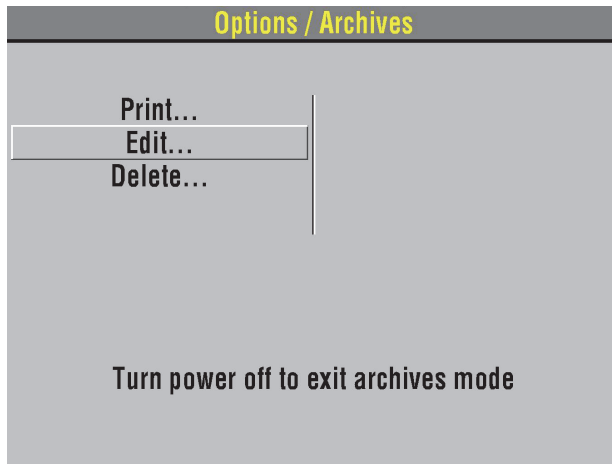 Options / Archives
Print...
Edit...
Delete...
Turn power off to exit archives mode